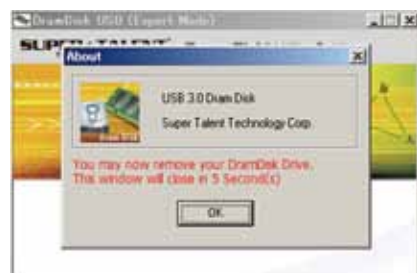 DramDisk USB (Expert Mode)
SUPER TALENT
About
USB 3.0 Dram Disk
Super Talent Technology Corp.
You may now remove your DramDisk Drive.
This window will close in 5 Second(s)
OK